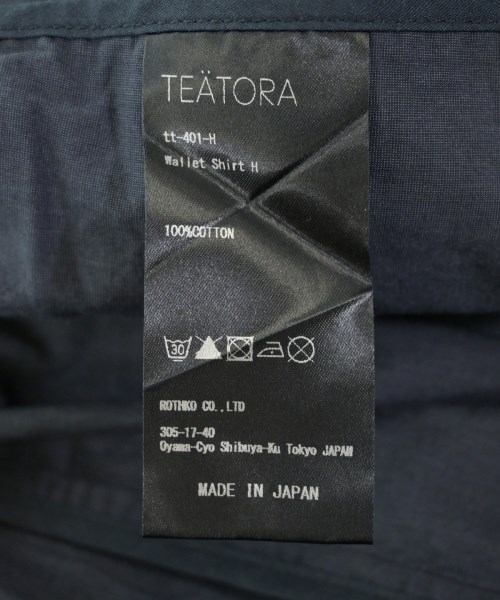 TEÄTORA
tt-401-H
Wallet Shirt H
100%COTTON
30
ROTHKO CO.,LTD
305-17-40
Oyama-Cyo Shibuya-Ku Tokyo JAPAN
MADE IN JAPAN